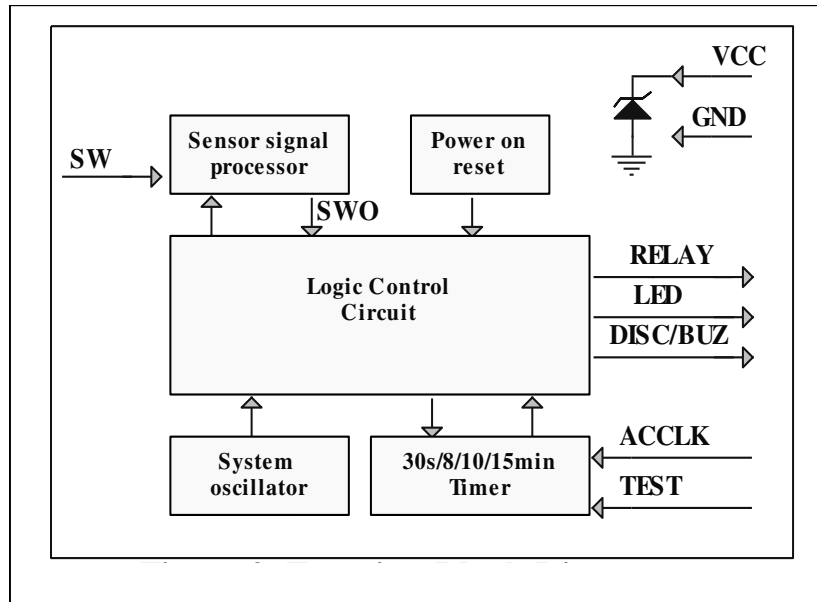 VCC
GND
Sensor signal
processor
Power on
reset
SW
SWO
Logic Control
Circuit
RELAY
LED
DISC/BUZ
System
oscillator
30s/8/10/15min
Timer
ACCLK
TEST